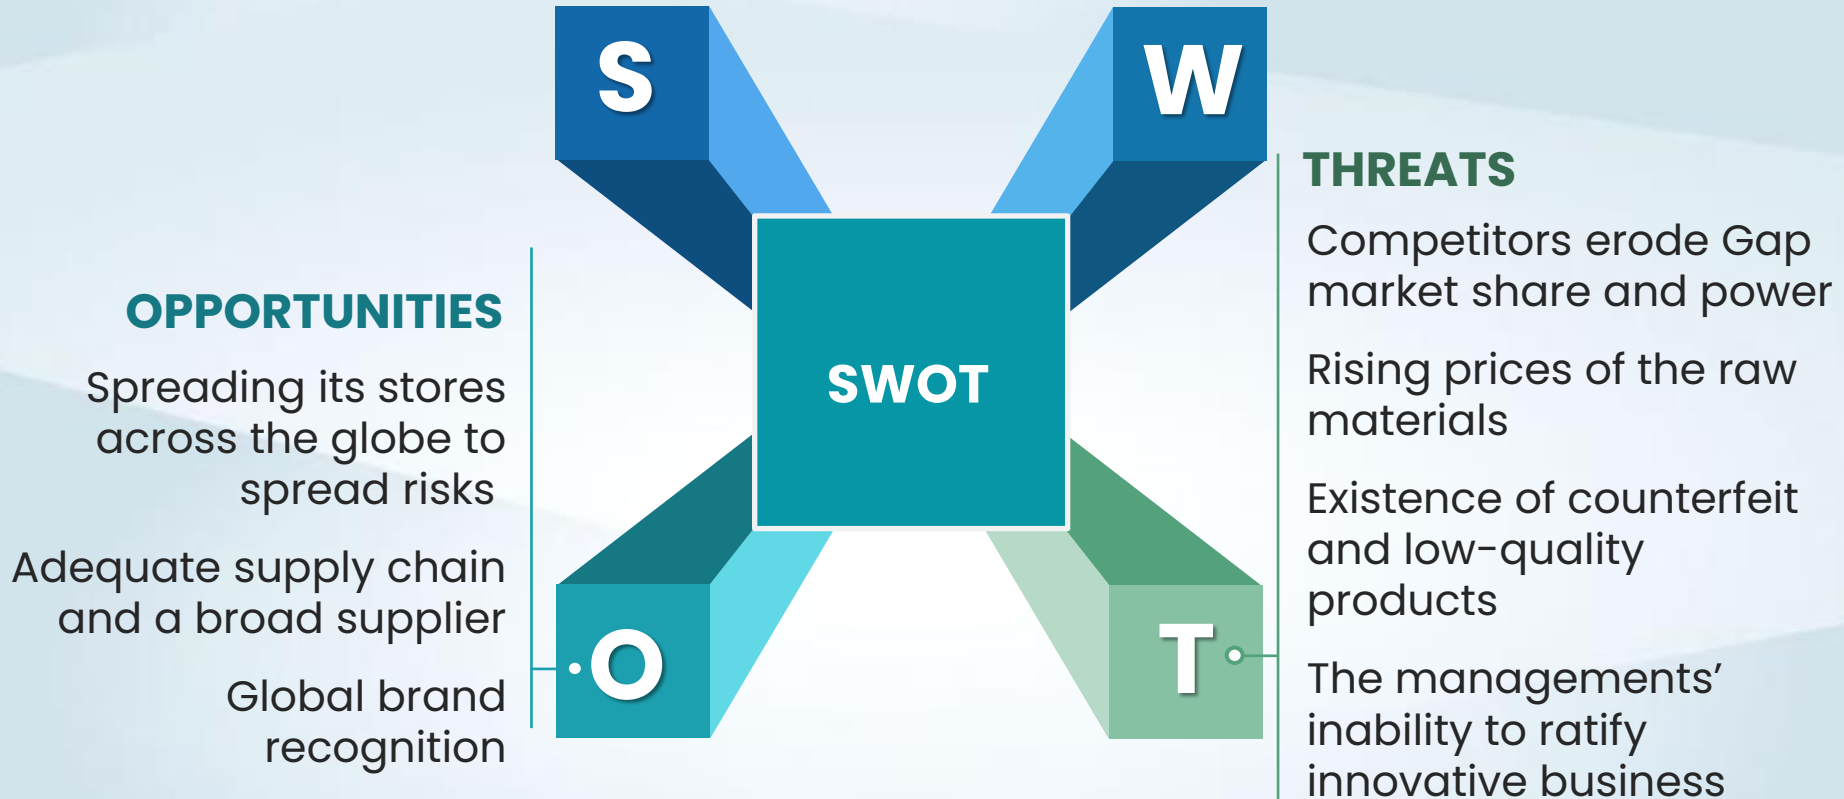 S
W
OPPORTUNITIES
Spreading its stores
across the globe to
spread risks
Adequate supply chain
and a broad supplier
Global brand
recognition
SWOT
O
T
THREATS
Competitors erode Gap
market share and power
Rising prices of the raw
materials
Existence of counterfeit
and low-quality
products
The managements’
inability to ratify
innovative business